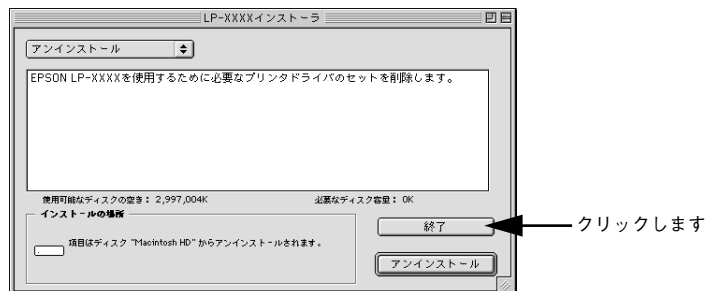 LP-XXXXインストーラ
アンインストール
EPSON LP-XXXXを使用するために必要なプリンタドライバのセットを削除します。
使用可能なディスクの空き： 2,997,004K 必要なディスク容量： 0K
インストールの場所
項目はディスク "Macintosh HD" からアンインストールされます。
終了
クリックします
アンインストール